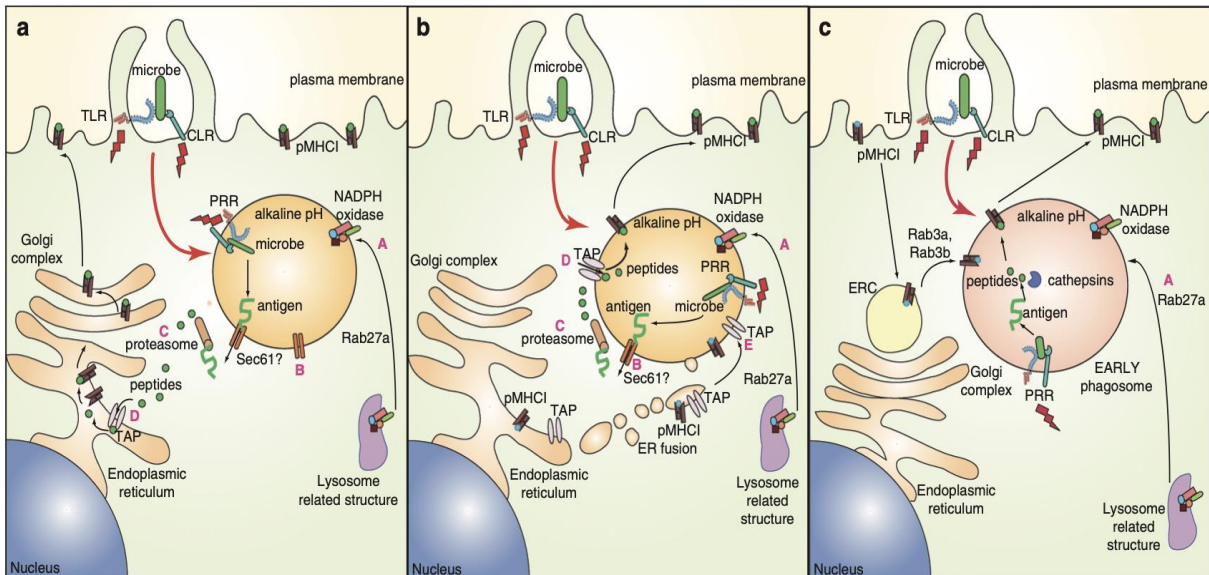 a
microbe
plasma membrane
TLR
CLR
pMHCI
PRR
NADPH
oxidase
alkaline pH
microbe
A
Golgi
complex
antigen
C
proteasome
Sec61?
B
Rab27a
peptides
D
TAP
Endoplasmic
reticulum
Lysosome
related structure
Nucleus
b
microbe
plasma membrane
TLR
CLR
pMHCI
alkaline pH
NADPH
oxidase
A
TAP
D
peptides
PRR
Golgi complex
antigen
microbe
C
proteasome
TAP
E
B
Sec61?
Rab27a
pMHCI
TAP
TAP
pMHCI
ER fusion
Endoplasmic
reticulum
Lysosome
related
structure
Nucleus
c
microbe
plasma membrane
TLR
CLR
pMHCI
pMHCI
alkaline pH
NADPH
oxidase
Rab3a,
Rab3b
A
Rab27a
ERC
peptides
cathepsins
antigen
Golgi
complex
EARLY
phagosome
PRR
Endoplasmic
reticulum
Lysosome
related
structure
Nucleus